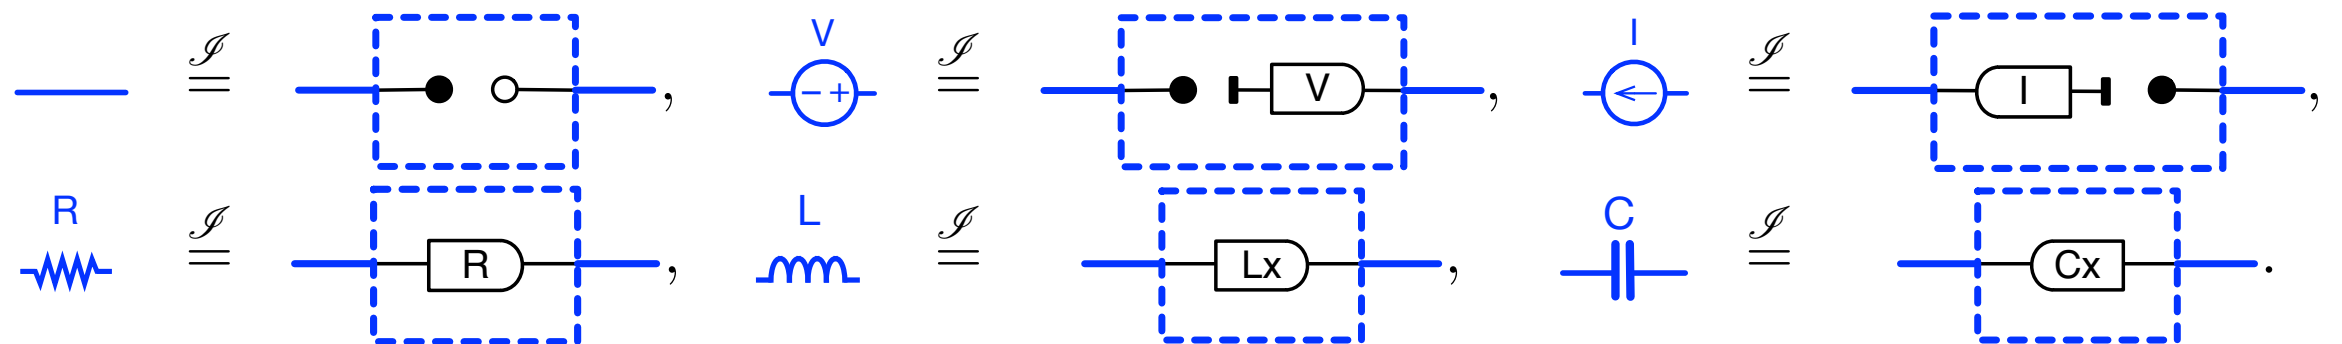 ℐ = , V ℐ = V , I ℐ = I ,
R ℐ = R , L ℐ = Lx , C ℐ = Cx .